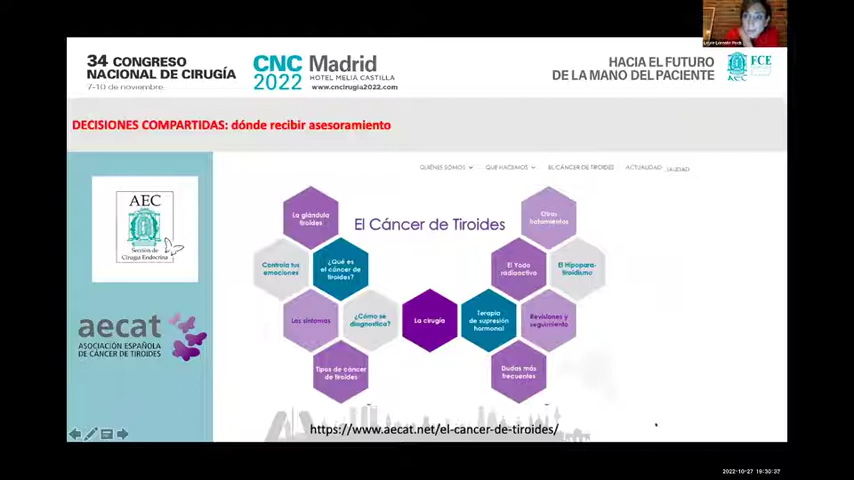 34 CONGRESO
NACIONAL DE CIRUGÍA
7-10 de noviembre
CNC
2022
Madrid
HOTEL MELIA CASTILLA
www.cncirugia2022.com
HACIA EL FUTURO
DE LA MANO DEL PACIENTE
AEC
FCE
DECISIONES COMPARTIDAS: dónde recibir asesoramiento
QUIÉNES SOMOS
QUÉ HACEMOS
EL CÁNCER DE TIROIDES
ACTUALIDAD
AEC
Sección de
Cirugía Endocrina
aecat
ASOCIACIÓN ESPAÑOLA
DE CÁNCER DE TIROIDES
El Cáncer de Tiroides
La glándula
tiroides
Otros
tratamientos
Controla tus
emociones
¿Qué es
el cáncer de
tiroides?
El Yodo
radioactivo
El Hipopara-
tiroidismo
Los síntomas
¿Cómo se
diagnostica?
La cirugía
Terapia
de supresión
hormonal
Revisiones y
seguimiento
Tipos de cáncer
de tiroides
Dudas más
frecuentes
https://www.aecat.net/el-cancer-de-tiroides/
2022-10-27 19:30:37